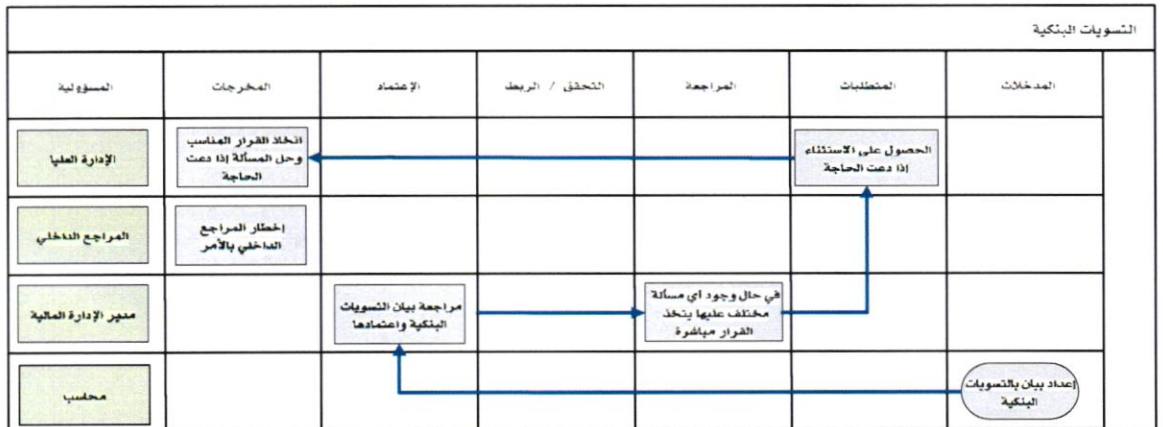 التسويات البنكية
المدخلات
المتطلبات
المراجعة
التحقق / الربط
الإعتماد
المخرجات
المسؤولية
الحصول على الاستثناء
إذا دعت الحاجة
اتخاذ القرار المناسب
وحل المسألة إذا دعت
الحاجة
الإدارة العليا
إخطار المراجع
الداخلي بالأمر
المراجع الداخلي
في حال وجود أي مسألة
مختلف عليها يتخذ
القرار مباشرة
مراجعة بيان التسويات
البنكية واعتمادها
مدير الإدارة المالية
إعداد بيان بالتسويات
البنكية
محاسب